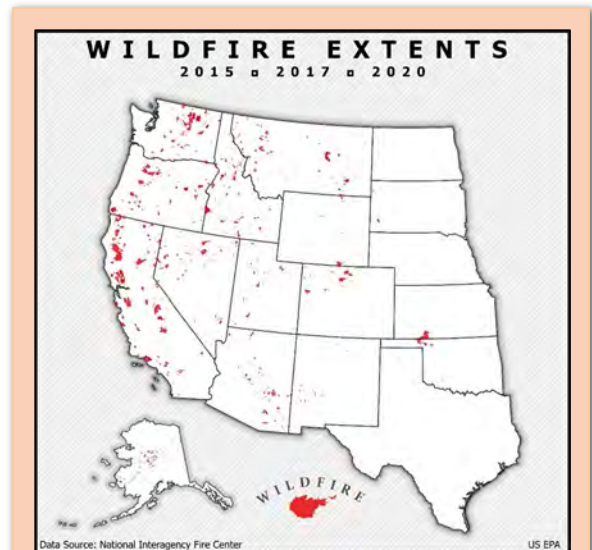 WILDFIRE EXTENTS
2015 ¤ 2017 ¤ 2020
WILDFIRE
Data Source: National Interagency Fire Center
US EPA